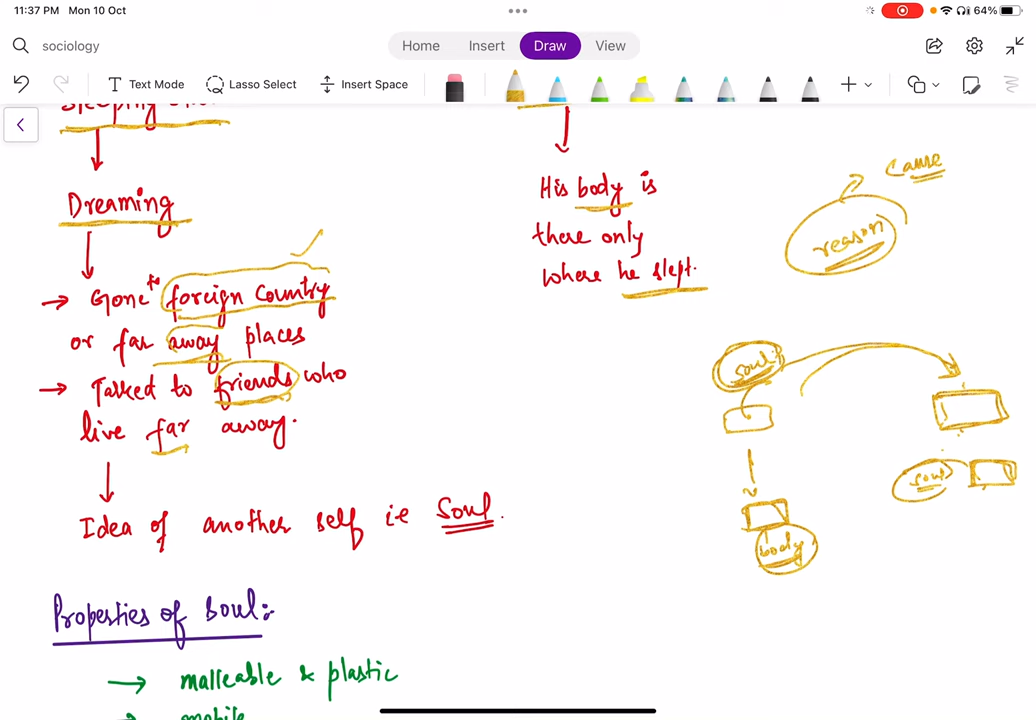 11:37 PM Mon 10 Oct
64%
sociology
Home Insert Draw View
Text Mode Lasso Select Insert Space
Sleeping
Dreaming
→ Gone to foreign country
or far away places
→ Talked to friends who
live far away.
Idea of another self i.e Soul.
His body is
there only
where he slept.
Cause
reason
Soul
body
soul
Properties of soul:
→ malleable & plastic
→ mobile